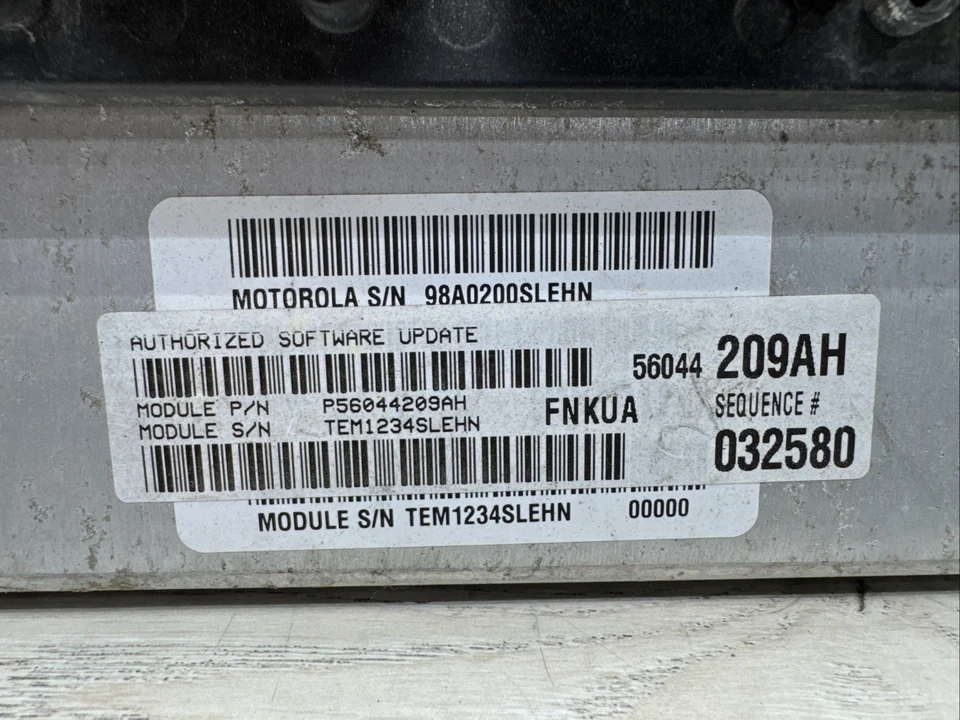 MOTOROLA S/N 98A0200SLEHN
AUTHORIZED SOFTWARE UPDATE
56044 209AH
MODULE P/N P56044209AH
MODULE S/N TEM1234SLEHN
FNKUA
SEQUENCE #
032580
MODULE S/N TEM1234SLEHN 00000